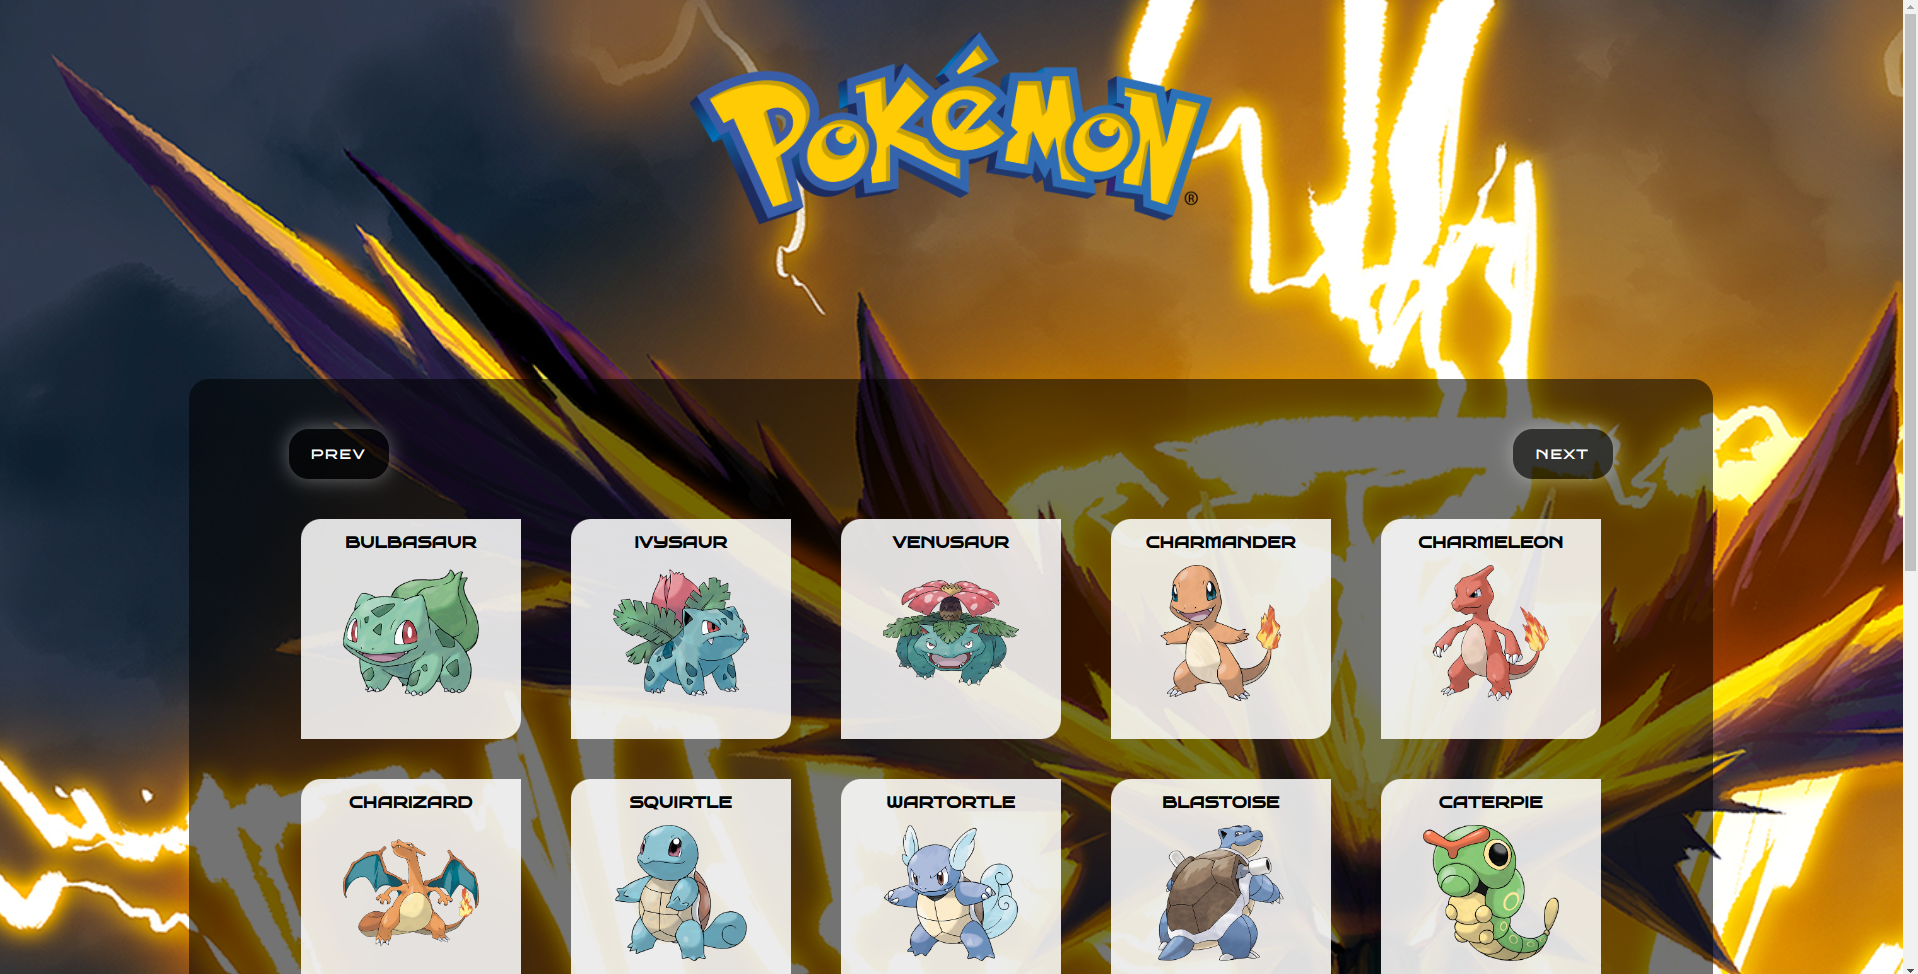 POKéMON
®
PREV NEXT
BULBASAUR IVYSAUR VENUSAUR CHARMANDER CHARMELEON
CHARIZARD SQUIRTLE WARTORTLE BLASTOISE CATERPIE